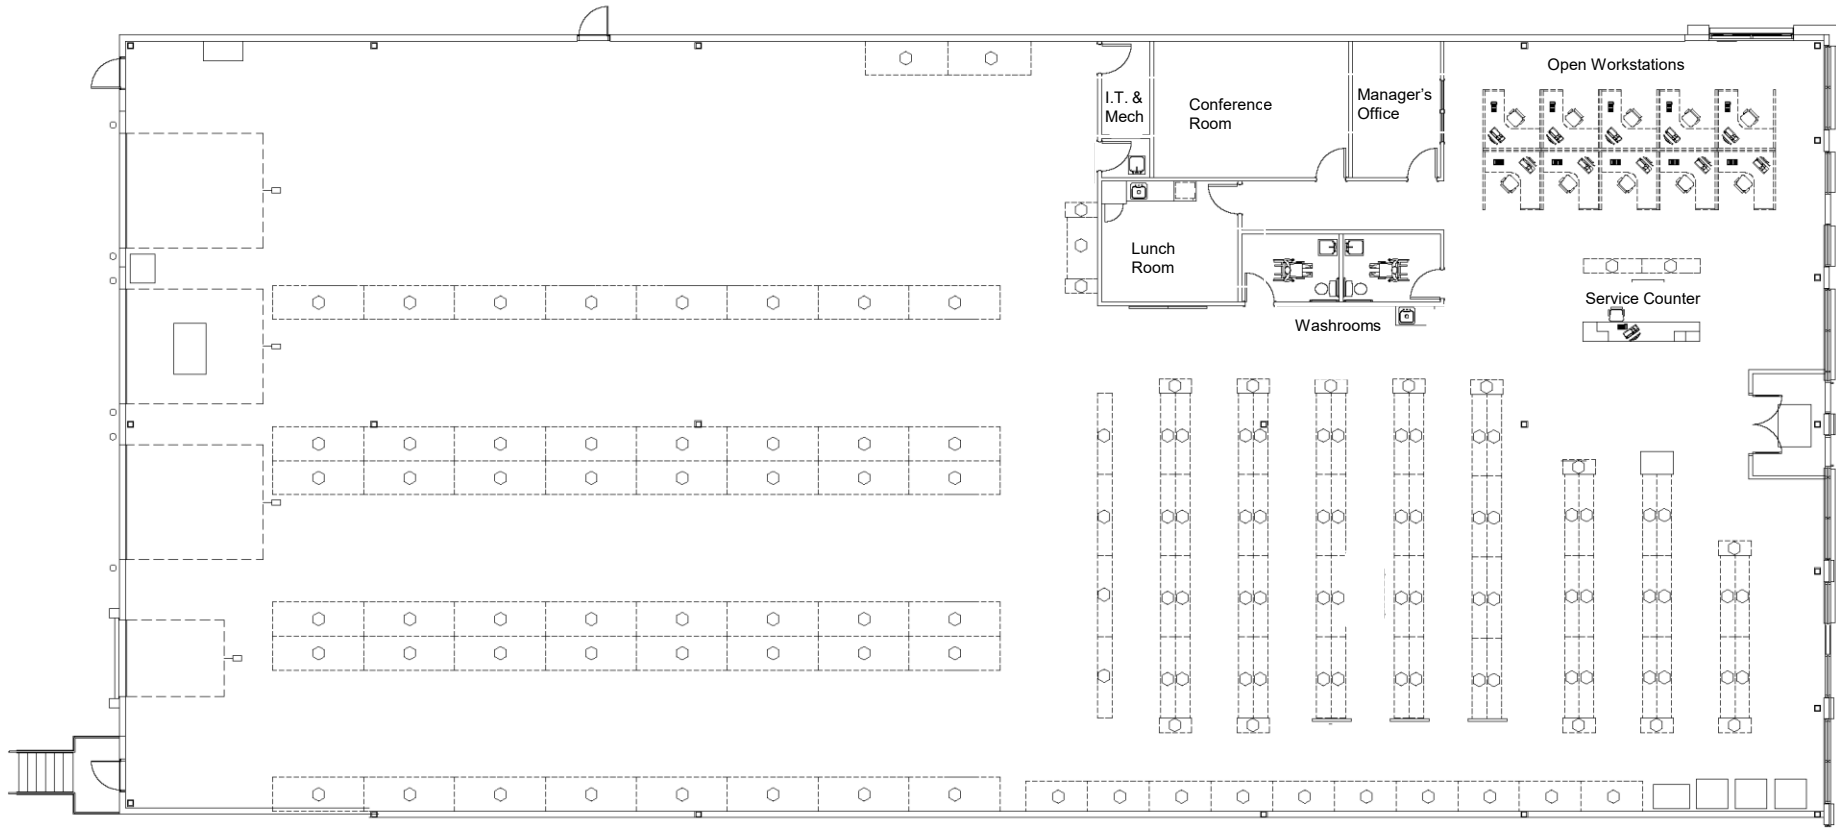 Open Workstations
I.T. &
Mech
Conference
Room
Manager's
Office
Lunch
Room
Service Counter
Washrooms